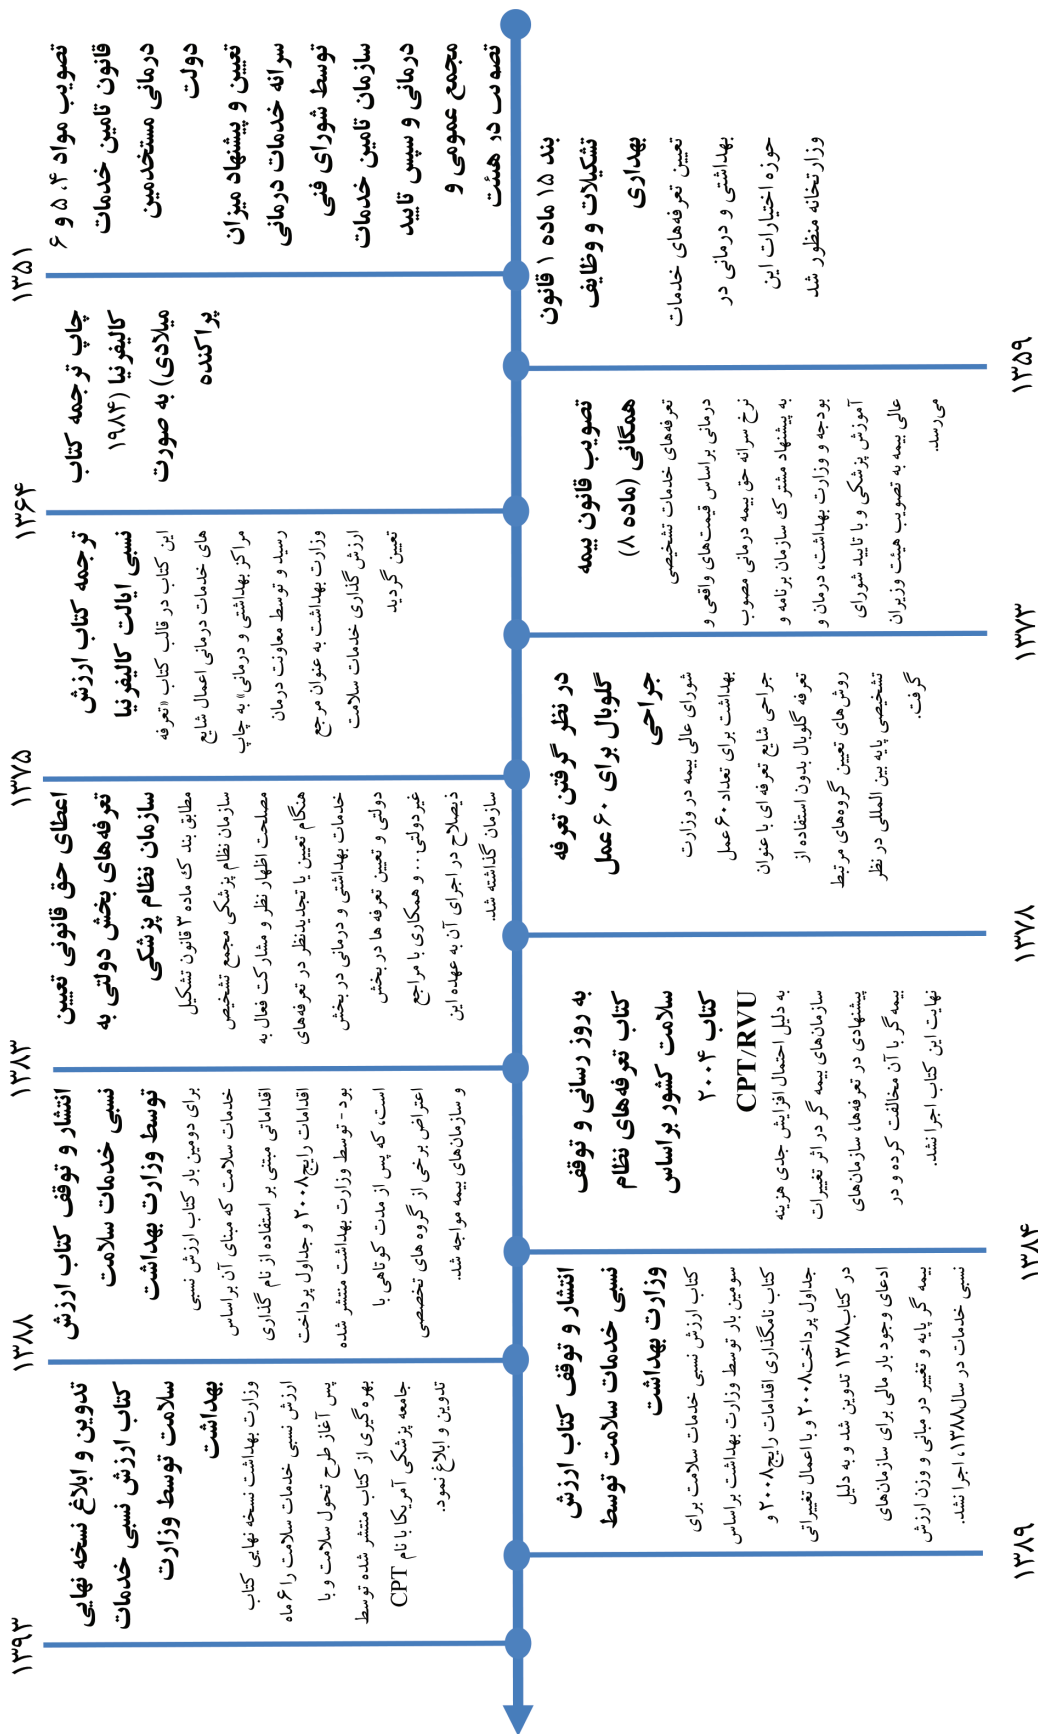 ۱۳۵۱
تصویب مواد ۴، ۵ و ۶
قانون تامین خدمات
درمانی مستخدمین
دولت
تعیین و پیشنهاد میزان
سرانه خدمات درمانی
توسط شورای فنی
سازمان تامین خدمات
درمانی و سپس تایید
مجمع عمومی و
تصویب در هیئت
۱۳۵۹
بند ۱۵ ماده ۱ قانون
تشکیلات و وظایف
بهداری
تعیین تعرفه‌های خدمات
بهداشتی و درمانی در
حوزه اختیارات این
وزارتخانه منظور شد
۱۳۶۴
چاپ ترجمه کتاب
کالیفرنیا (۱۹۸۴
میلادی) به صورت
پراکنده
۱۳۷۳
تصویب قانون بیمه
همگانی (ماده ۸)
تعرفه‌های خدمات تشخیصی
درمانی براساس قیمت‌های واقعی و
نرخ سرانه حق بیمه درمانی مصوب
به پیشنهاد مشترک سازمان برنامه و
بودجه و وزارت بهداشت، درمان و
آموزش پزشکی و با تایید شورای
عالی بیمه به تصویب هیئت وزیران
می‌رسد.
۱۳۷۵
ترجمه کتاب ارزش
نسبی ایالت کالیفرنیا
این کتاب در قالب کتاب «تعرفه
های خدمات درمانی اعمال شایع
مراکز بهداشتی و درمانی» به چاپ
رسید و توسط معاونت درمان
وزارت بهداشت به عنوان مرجع
ارزش گذاری خدمات سلامت
تعیین گردید
۱۳۷۸
در نظر گرفتن تعرفه
گلوبال برای ۶۰ عمل
جراحی
شورای عالی بیمه در وزارت
بهداشت برای تعداد ۶۰ عمل
جراحی شایع تعرفه ای با عنوان
تعرفه گلوبال بدون استفاده از
روش‌های تعیین گروه‌های مرتبط
تشخیصی پایه بین المللی در نظر
گرفت.
۱۳۸۳
اعطای حق قانونی تعیین
تعرفه‌های بخش دولتی به
سازمان نظام پزشکی
مطابق بند ک ماده ۳ قانون تشکیل
سازمان نظام پزشکی مجمع تشخیص
مصلحت اظهار نظر و مشارکت فعال به
هنگام تعیین یا تجدیدنظر در تعرفه‌های
خدمات بهداشتی و درمانی در بخش
دولتی و تعیین تعرفه ها در بخش
غیردولتی... و همکاری با مراجع
ذیصلاح در اجرای آن به عهده این
سازمان گذاشته شد.
۱۳۸۴
به روز رسانی و توقف
کتاب تعرفه‌های نظام
سلامت کشور براساس
کتاب ۲۰۰۴
CPT/RVU
به دلیل احتمال افزایش جدی هزینه
سازمان‌های بیمه گر در اثر تغییرات
پیشنهادی در تعرفه‌ها، سازمان‌های
بیمه گر با آن مخالفت کرده و در
نهایت این کتاب اجرا نشد.
۱۳۸۸
انتشار و توقف کتاب ارزش
نسبی خدمات سلامت
توسط وزارت بهداشت
برای دومین بار کتاب ارزش نسبی
خدمات سلامت که مبنای آن براساس
اقداماتی مبتنی بر استفاده از نام گذاری
اقدامات رایج۲۰۰۸ و جداول پرداخت
بود - توسط وزارت بهداشت منتشر شده
است، که پس از مدت کوتاهی با
اعتراض برخی از گروه های تخصصی
و سازمان‌های بیمه مواجه شد.
۱۳۸۹
انتشار و توقف کتاب ارزش
نسبی خدمات سلامت توسط
وزارت بهداشت
کتاب ارزش نسبی خدمات سلامت برای
سومین بار توسط وزارت بهداشت براساس
کتاب نامگذاری اقدامات رایج۲۰۰۸ و
جداول پرداخت۲۰۰۸ و با اعمال تغییراتی
در کتاب۱۳۸۸ تدوین شد و به دلیل
ادعای وجود بار مالی برای سازمان‌های
بیمه گر پایه و تغییر در مبانی و وزن ارزش
نسبی خدمات در سال۱۳۸۸، اجرا نشد.
۱۳۹۳
تدوین و ابلاغ نسخه نهایی
کتاب ارزش نسبی خدمات
سلامت توسط وزارت
بهداشت
وزارت بهداشت نسخه نهایی کتاب
ارزش نسبی خدمات سلامت را ۶ ماه
پس آغاز طرح تحول سلامت و با
بهره گیری از کتاب منتشر شده توسط
جامعه پزشکی آمریکا با نام CPT
تدوین و ابلاغ نمود.